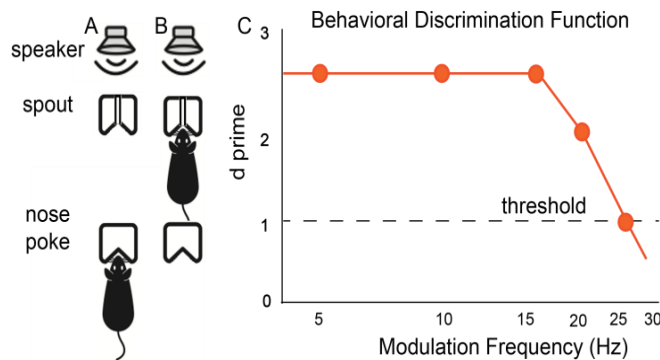 A B C Behavioral Discrimination Function
speaker
spout
nose
poke
3
2
1
0
d prime
threshold
5 10 15 20 25 30
Modulation Frequency (Hz)